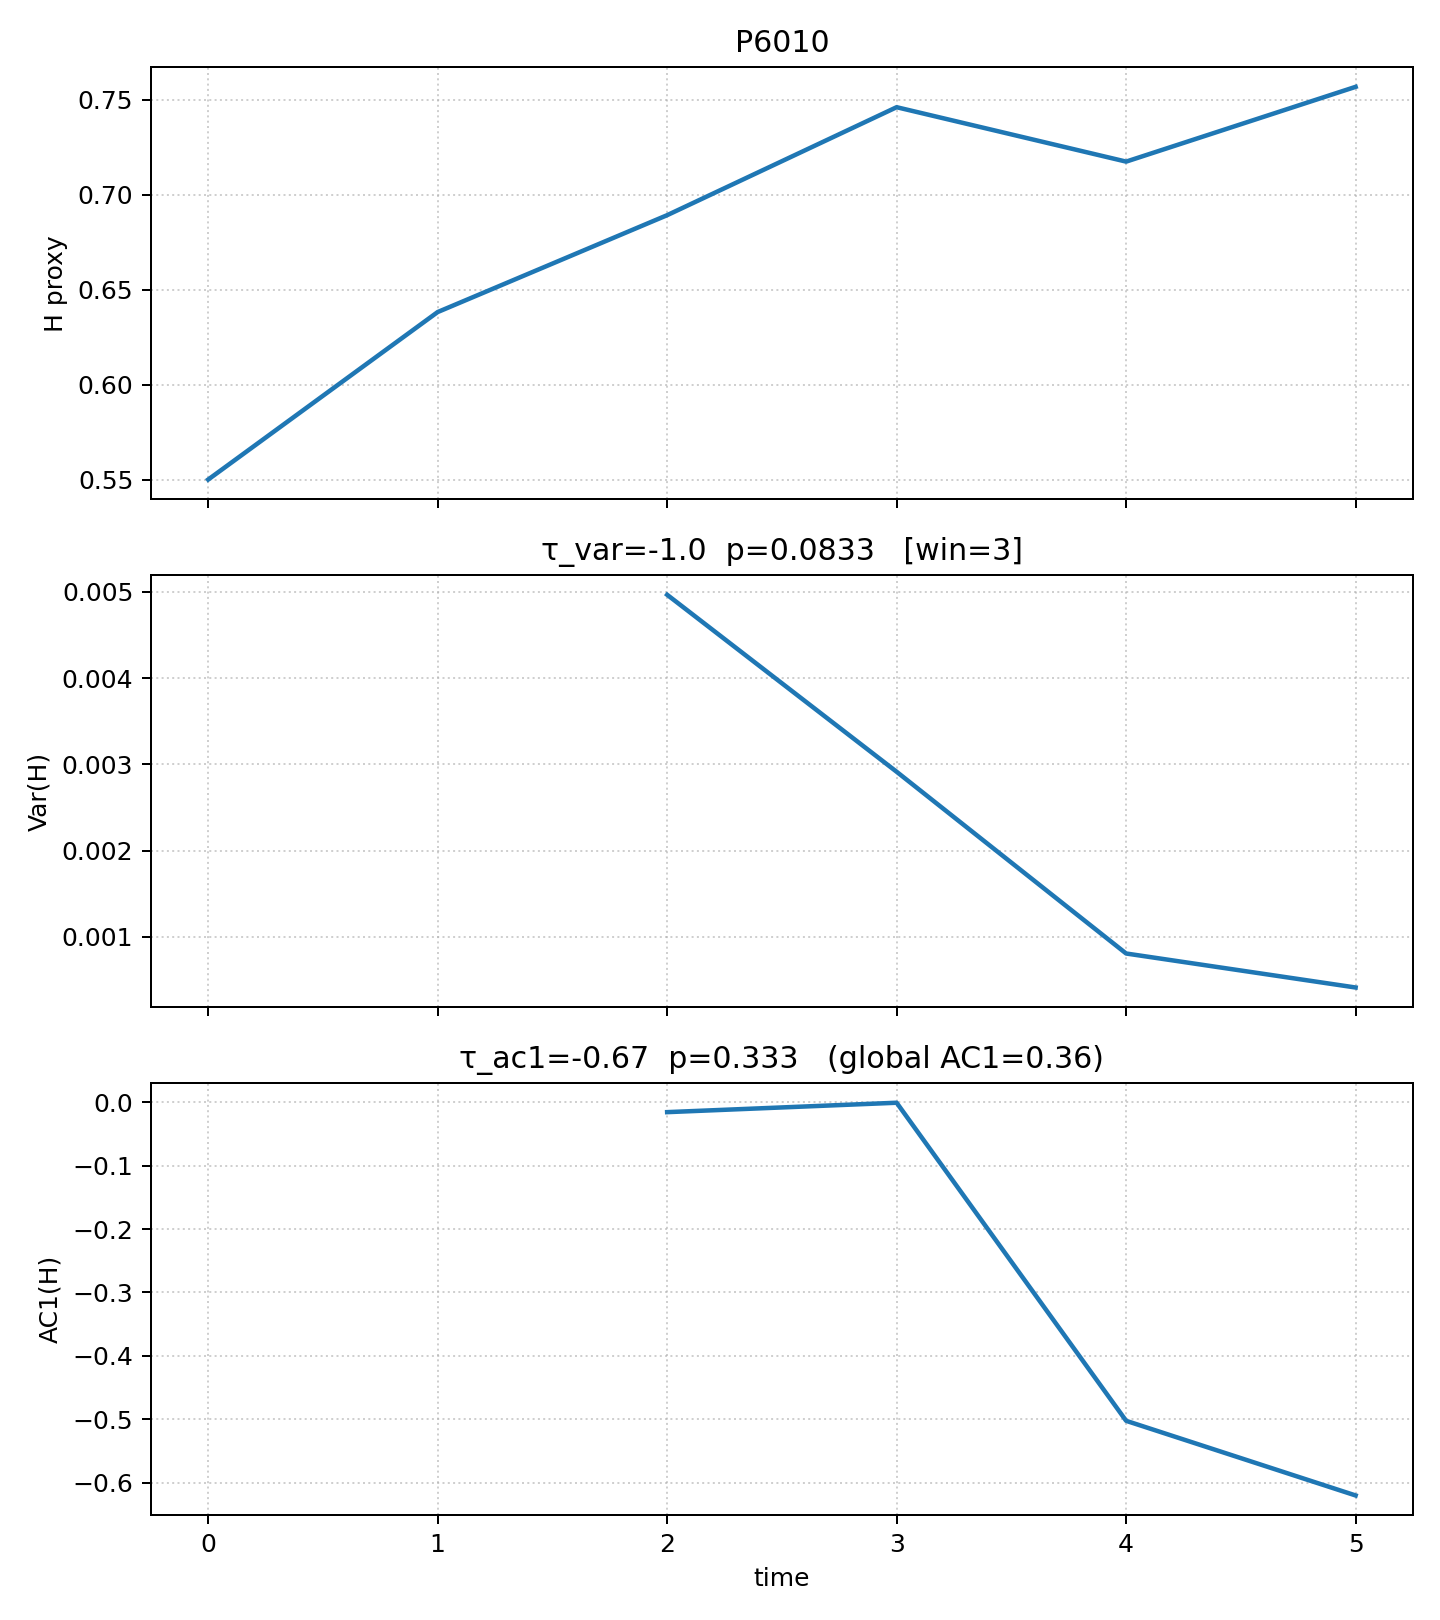 P6010
0.75
0.70
0.65
0.60
0.55
H proxy
τ_var=-1.0  p=0.0833   [win=3]
0.005
0.004
0.003
0.002
0.001
Var(H)
τ_ac1=-0.67  p=0.333   (global AC1=0.36)
0.0
−0.1
−0.2
−0.3
−0.4
−0.5
−0.6
AC1(H)
0 1 2 3 4 5
time